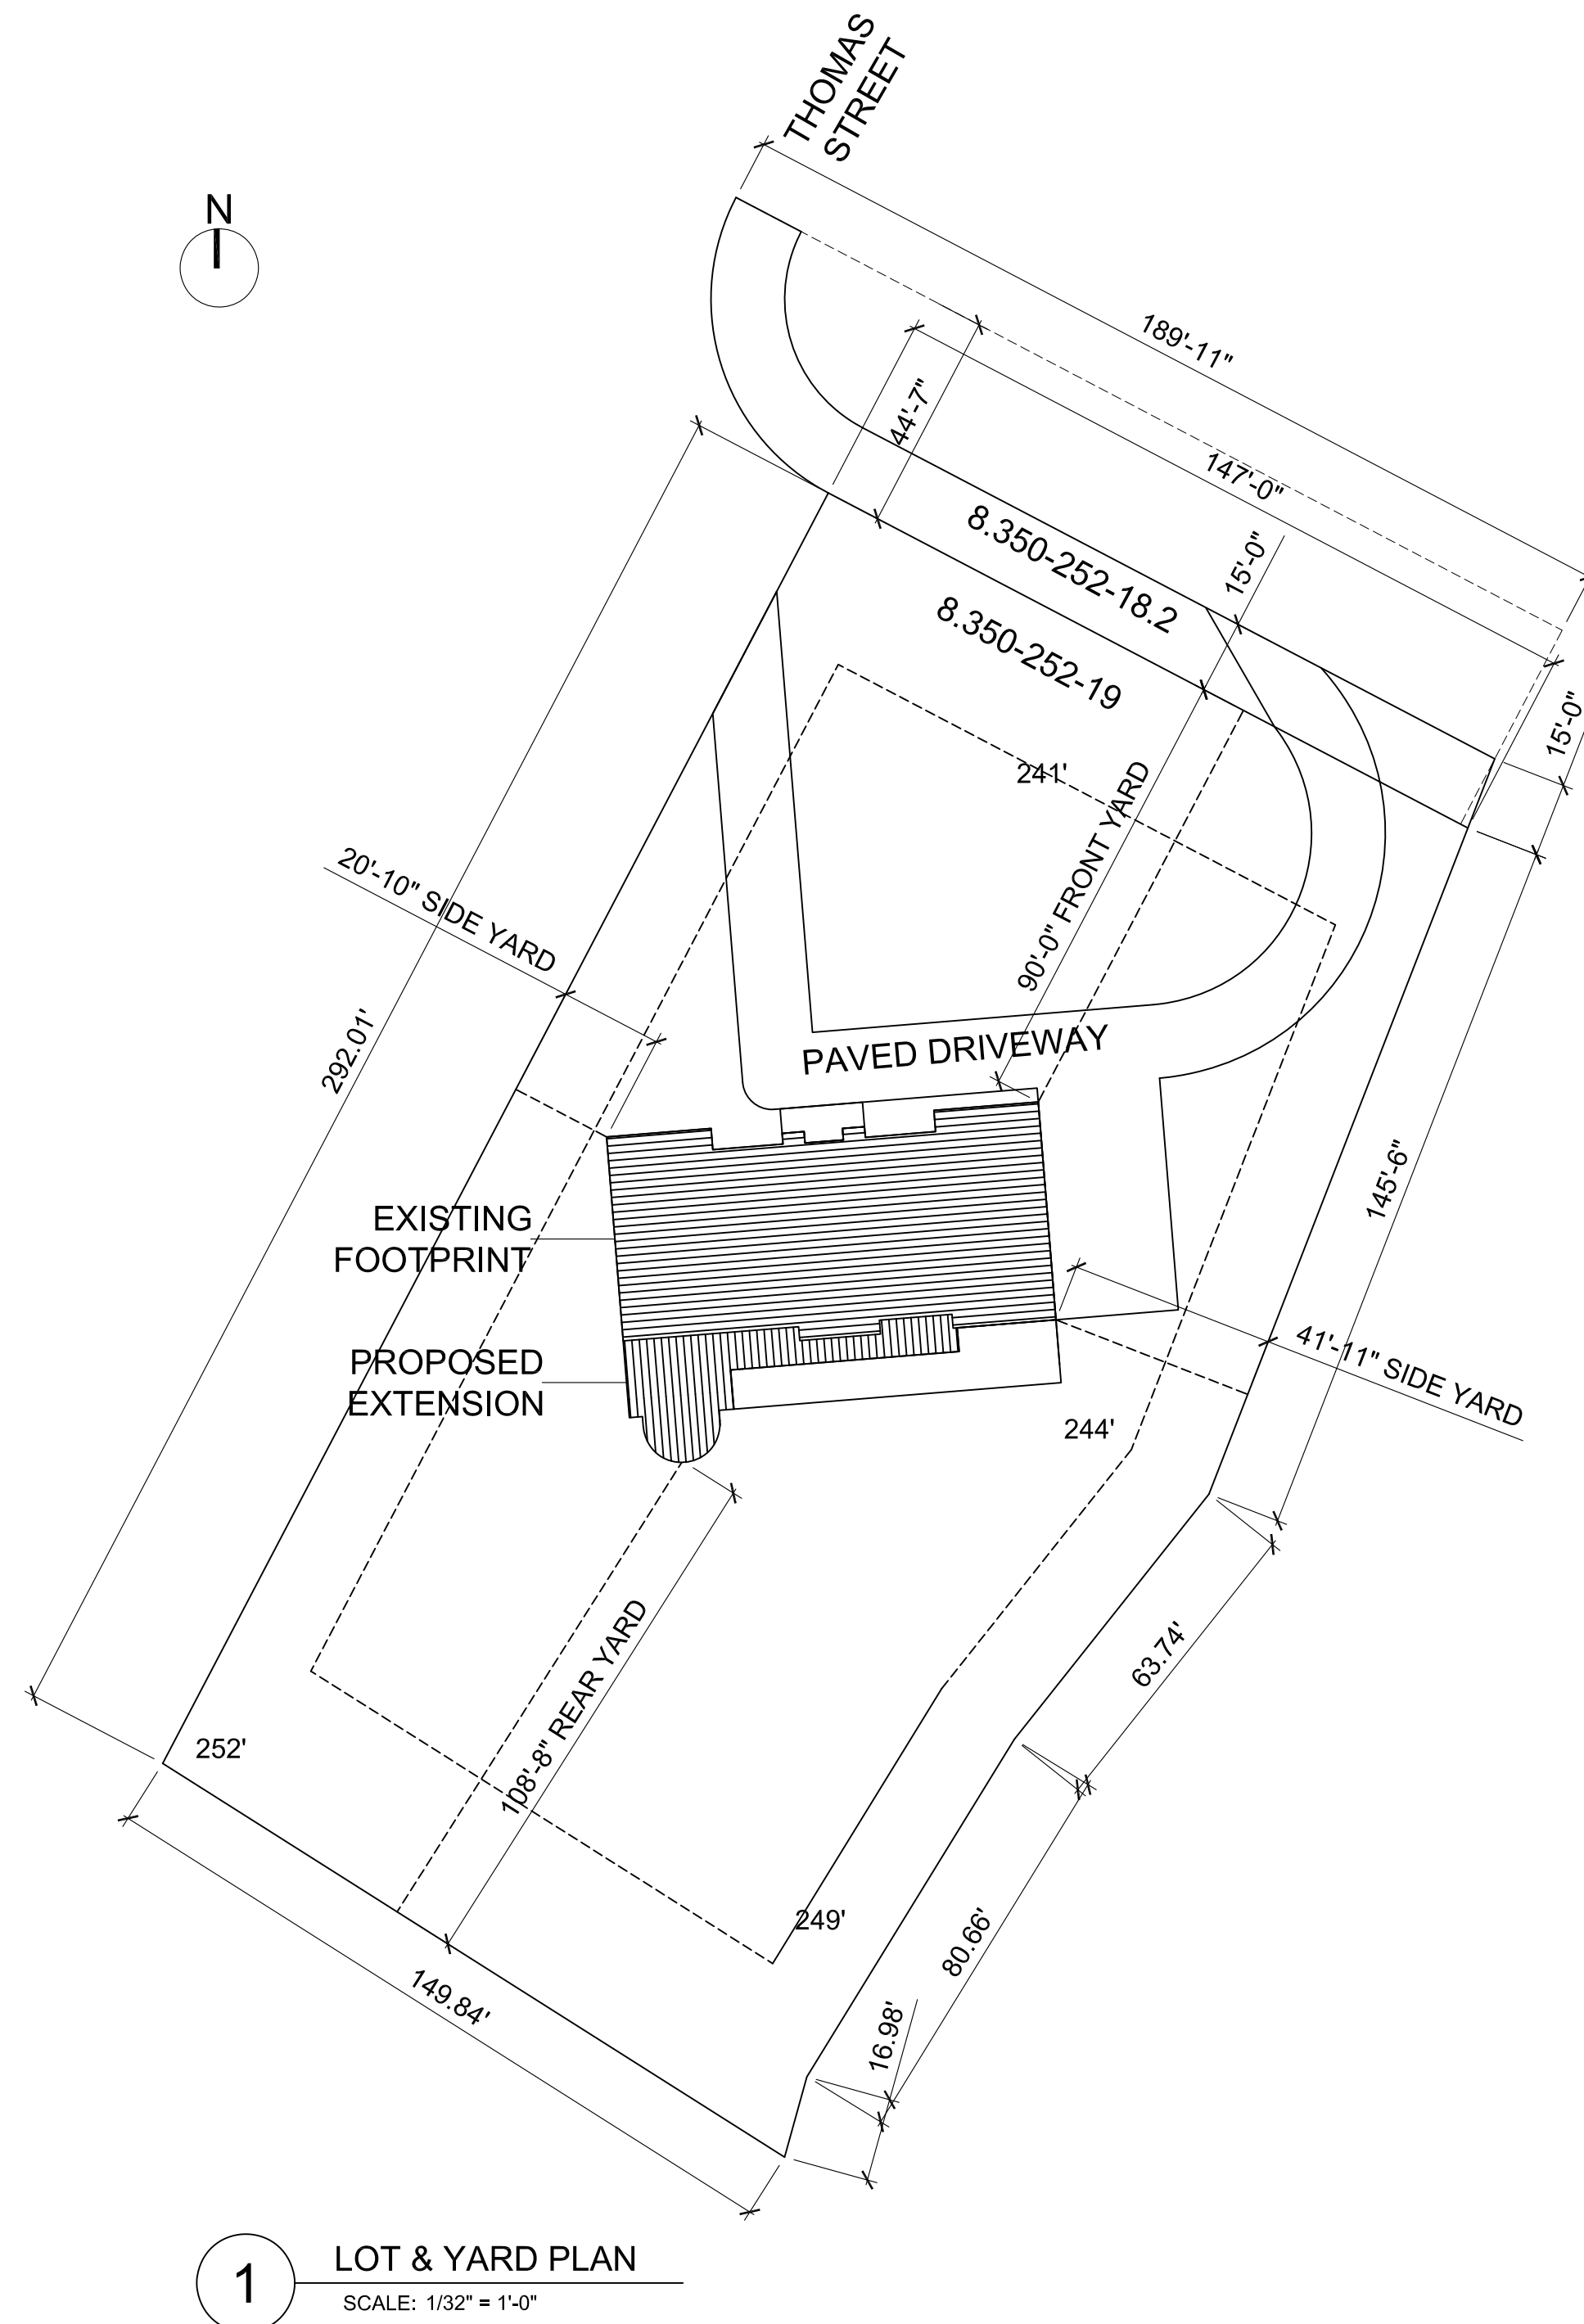 THOMAS
STREET
N
189'-11"
44'-7"
147'-0"
15'-0"
8.350-252-18.2
8.350-252-19
15'-0"
241'
90'-0" FRONT YARD
20'-10" SIDE YARD
292.01'
PAVED DRIVEWAY
145'-6"
EXISTING
FOOTPRINT
PROPOSED
EXTENSION
41'-11" SIDE YARD
244'
63.74'
108'-8" REAR YARD
252'
249'
80.66'
149.84'
16.98'
1
LOT & YARD PLAN
SCALE: 1/32" = 1'-0"